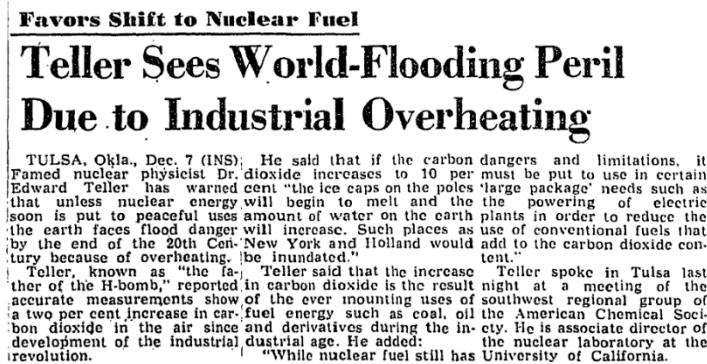 Favors Shift to Nuclear Fuel
Teller Sees World-Flooding Peril
Due to Industrial Overheating
TULSA, Okla., Dec. 7 (INS)
Famed nuclear physicist Dr.
Edward Teller has warned
that unless nuclear energy
soon is put to peaceful uses
the earth faces flood danger
by the end of the 20th Cen-
tury because of overheating.
Teller, known as "the fa-
ther of the H-bomb," reported
accurate measurements show
a two per cent increase in car-
bon dioxide in the air since
development of the industrial
revolution.
He said that if the carbon
dioxide increases to 10 per
cent "the ice caps on the poles
will begin to melt and the
amount of water on the earth
will increase. Such places as
New York and Holland would
be inundated."
Teller said that the increase
in carbon dioxide is the result
of the ever mounting uses of
fuel energy such as coal, oil
and derivatives during the in-
dustrial age. He added:
"While nuclear fuel still has
dangers and limitations, it
must be put to use in certain
'large package' needs such as
the powering of electric
plants in order to reduce the
use of conventional fuels that
add to the carbon dioxide con-
tent."
Teller spoke in Tulsa last
night at a meeting of the
southwest regional group of
the American Chemical Soci-
ety. He is associate director of
the nuclear laboratory at the
University of California.